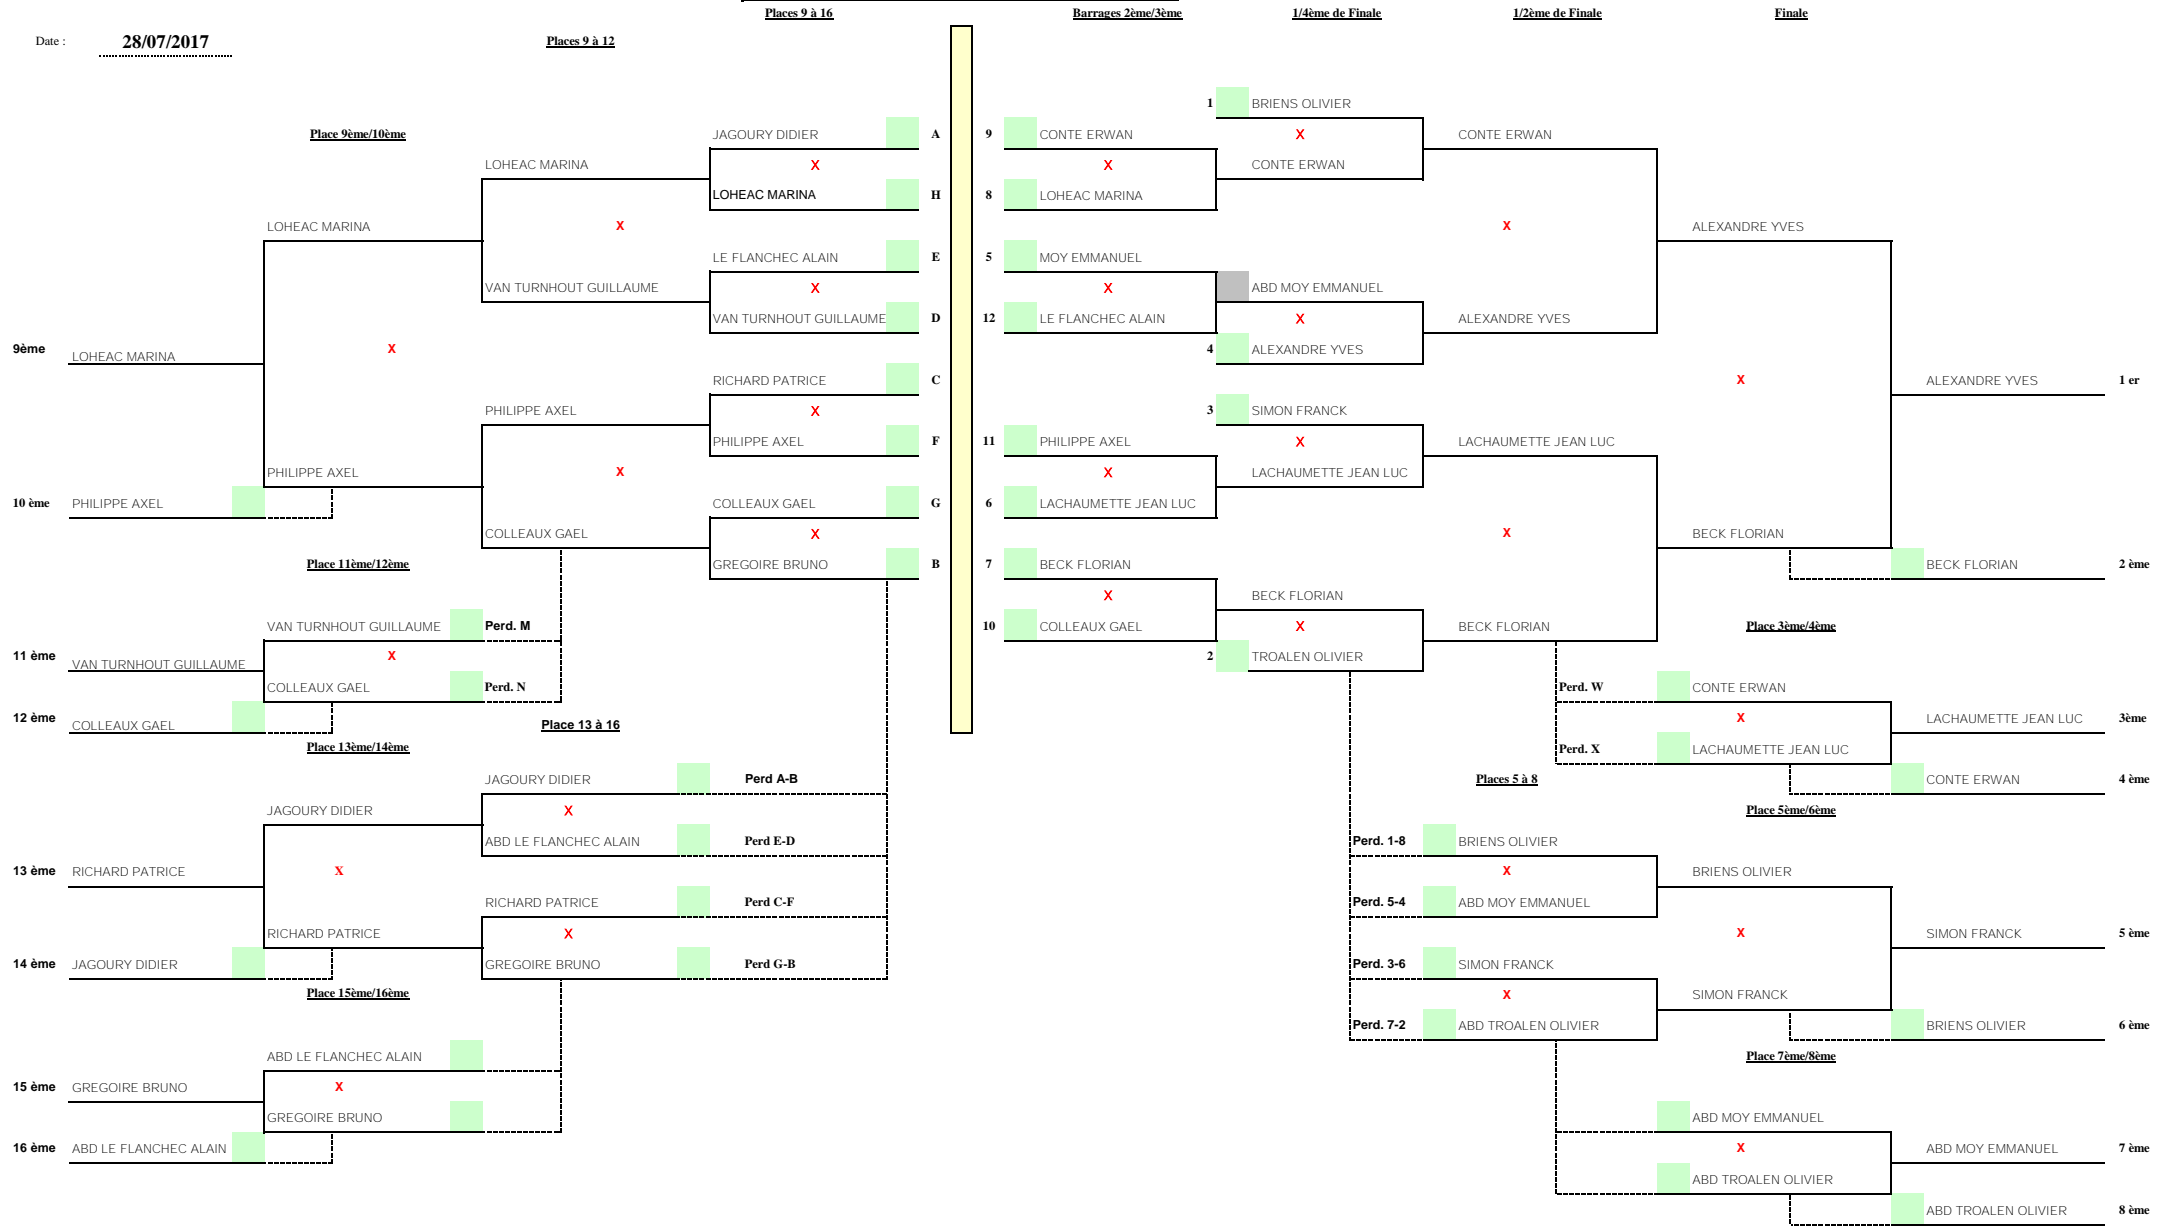 Places 9 à 16
Barrages 2ème/3ème
1/4ème de Finale
1/2ème de Finale
Finale
Date :
28/07/2017
Places 9 à 12
1 BRIENS OLIVIER
Place 9ème/10ème
JAGOURY DIDIER A
9 CONTE ERWAN
X
CONTE ERWAN
LOHEAC MARINA
X
X
CONTE ERWAN
LOHEAC MARINA H
8 LOHEAC MARINA
LOHEAC MARINA
X
X
ALEXANDRE YVES
LE FLANCHEC ALAIN E
5 MOY EMMANUEL
VAN TURNHOUT GUILLAUME
X
X
ABD MOY EMMANUEL
VAN TURNHOUT GUILLAUME D
12 LE FLANCHEC ALAIN
X
ALEXANDRE YVES
9ème LOHEAC MARINA
X
4 ALEXANDRE YVES
RICHARD PATRICE C
X
ALEXANDRE YVES 1 er
PHILIPPE AXEL
X
3 SIMON FRANCK
PHILIPPE AXEL F
11 PHILIPPE AXEL
X
LACHAUMETTE JEAN LUC
PHILIPPE AXEL
X
X
LACHAUMETTE JEAN LUC
10 ème PHILIPPE AXEL
COLLEAUX GAEL G
6 LACHAUMETTE JEAN LUC
COLLEAUX GAEL
X
X
BECK FLORIAN
Place 11ème/12ème
GREGOIRE BRUNO B
7 BECK FLORIAN
BECK FLORIAN 2 ème
X
BECK FLORIAN
VAN TURNHOUT GUILLAUME Perd. M
10 COLLEAUX GAEL
X
BECK FLORIAN
Place 3ème/4ème
11 ème VAN TURNHOUT GUILLAUME
X
2 TROALEN OLIVIER
COLLEAUX GAEL Perd. N
Perd. W CONTE ERWAN
12 ème COLLEAUX GAEL
Place 13 à 16
X
LACHAUMETTE JEAN LUC 3ème
Place 13ème/14ème
Perd. X LACHAUMETTE JEAN LUC
JAGOURY DIDIER Perd A-B
Places 5 à 8
CONTE ERWAN 4 ème
JAGOURY DIDIER
X
Place 5ème/6ème
ABD LE FLANCHEC ALAIN Perd E-D
Perd. 1-8 BRIENS OLIVIER
13 ème RICHARD PATRICE
X
X
BRIENS OLIVIER
RICHARD PATRICE Perd C-F
Perd. 5-4 ABD MOY EMMANUEL
RICHARD PATRICE
X
X
SIMON FRANCK 5 ème
14 ème JAGOURY DIDIER
GREGOIRE BRUNO Perd G-B
Perd. 3-6 SIMON FRANCK
Place 15ème/16ème
X
SIMON FRANCK
Perd. 7-2 ABD TROALEN OLIVIER
BRIENS OLIVIER 6 ème
ABD LE FLANCHEC ALAIN
Place 7ème/8ème
15 ème GREGOIRE BRUNO
X
GREGOIRE BRUNO
ABD MOY EMMANUEL
16 ème ABD LE FLANCHEC ALAIN
X
ABD MOY EMMANUEL 7 ème
ABD TROALEN OLIVIER
ABD TROALEN OLIVIER 8 ème